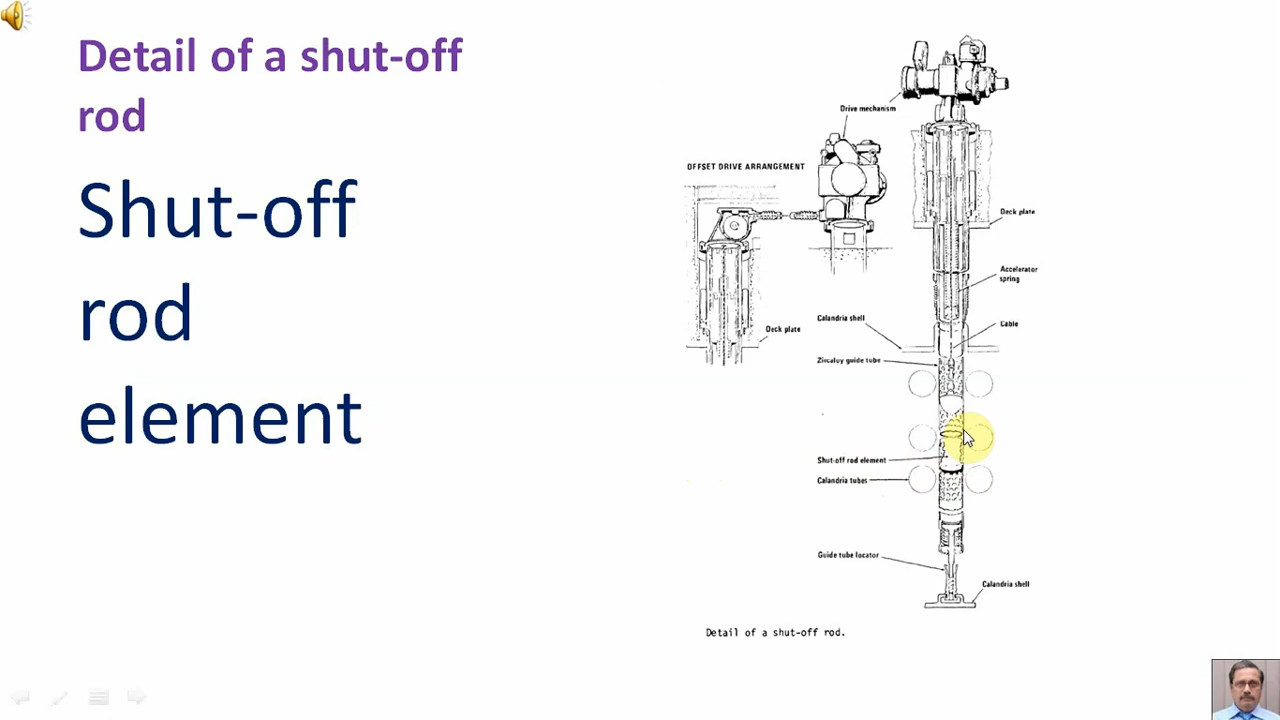 Detail of a shut-off
rod
Shut-off
rod
element
Drive mechanism
OFFSET DRIVE ARRANGEMENT
Deck plate
Accelerator
spring
Calandria shell
Cable
Deck plate
Zircaloy guide tube
Shut-off rod element
Calandria tubes
Guide tube locator
Calandria shell
Detail of a shut-off rod.